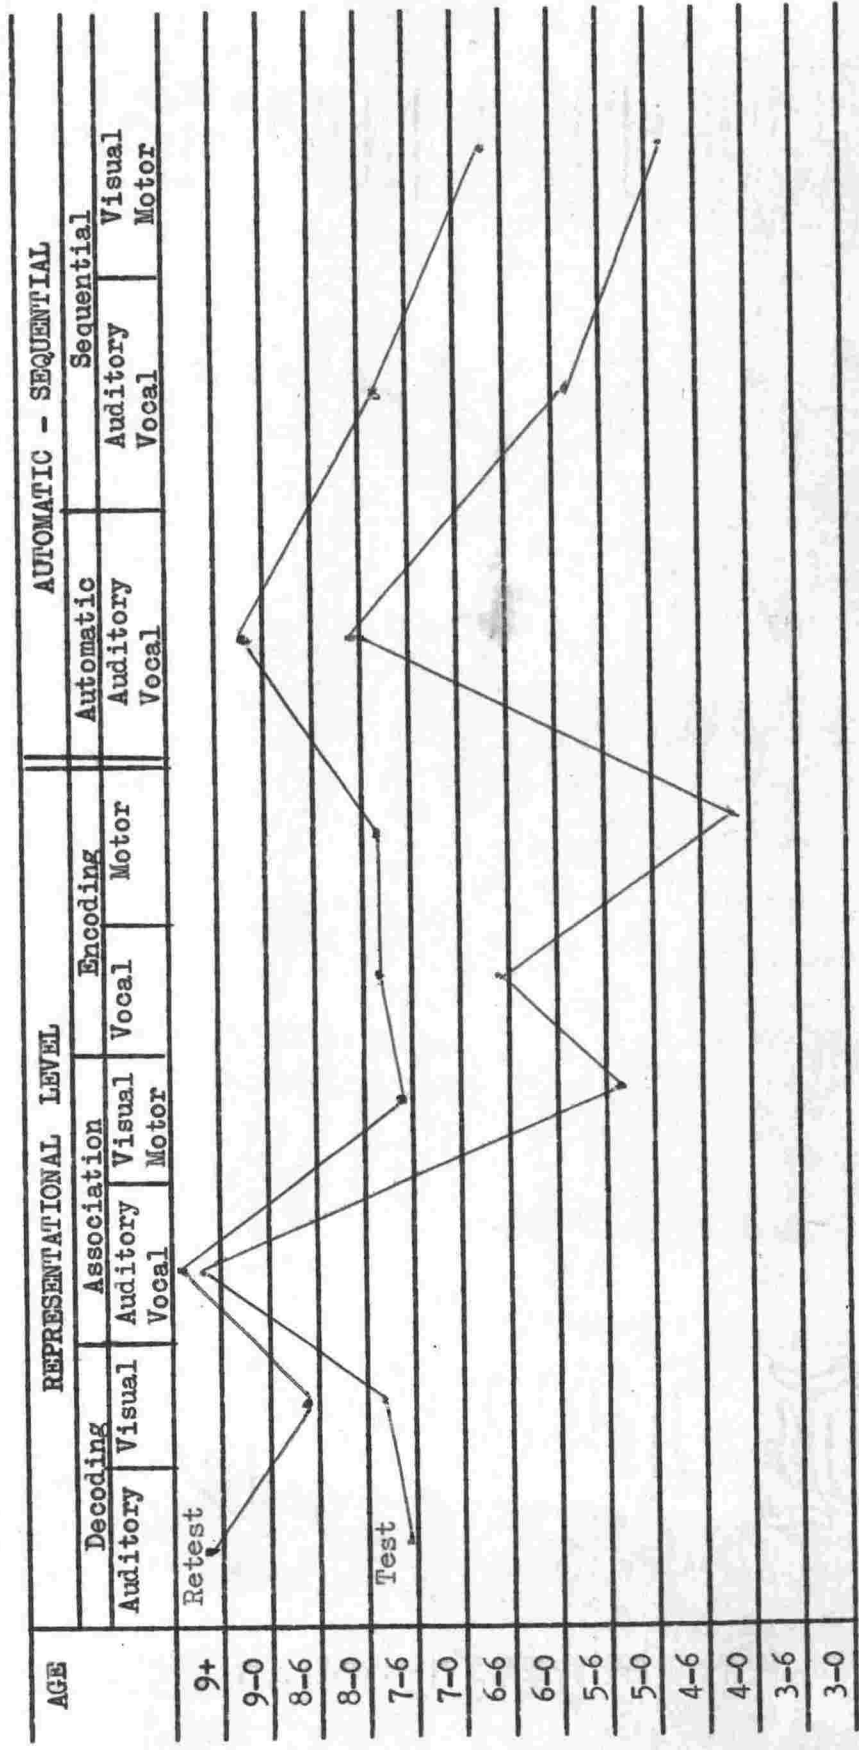 AGE
REPRESENTATIONAL LEVEL
AUTOMATIC - SEQUENTIAL
Decoding
Association
Encoding
Automatic
Sequential
Auditory
Visual
Auditory Vocal
Visual Motor
Vocal
Motor
Auditory Vocal
Auditory Vocal
Visual Motor
9+
Retest
9-0
8-6
8-0
Test
7-6
7-0
6-6
6-0
5-6
5-0
4-6
4-0
3-6
3-0